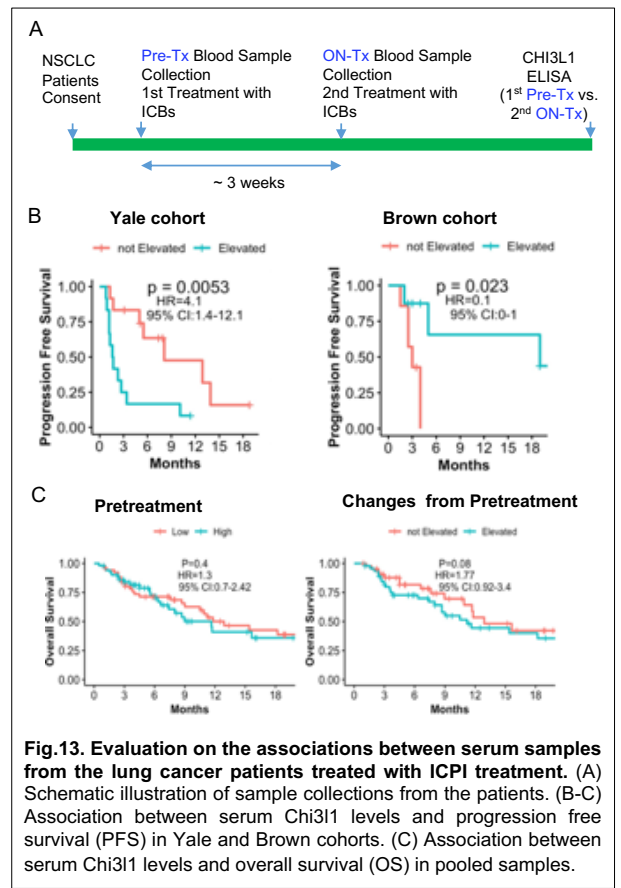 A
NSCLC
Patients
Consent
Pre-Tx Blood Sample
Collection
1st Treatment with
ICBs
ON-Tx Blood Sample
Collection
2nd Treatment with
ICBs
CHI3L1
ELISA
(1st Pre-Tx vs.
2nd ON-Tx)
~ 3 weeks
B
Yale cohort
not Elevated Elevated
p = 0.0053
HR=4.1
95% CI:1.4-12.1
Progression Free Survival
1.00
0.75
0.50
0.25
0.00
0 3 6 9 12 15 18
Months
Brown cohort
not Elevated Elevated
p = 0.023
HR=0.1
95% CI:0-1
Progression Free Survival
1.00
0.75
0.50
0.25
0.00
0 3 6 9 12 15 18
Months
C
Pretreatment
Low High
P=0.4
HR=1.3
95% CI:0.7-2.42
Overall Survival
1.00
0.75
0.50
0.25
0.00
0 3 6 9 12 15 18
Months
Changes from Pretreatment
not Elevated Elevated
P=0.08
HR=1.77
95% CI:0.92-3.4
Overall Survival
1.00
0.75
0.50
0.25
0.00
0 3 6 9 12 15 18
Months
Fig.13. Evaluation on the associations between serum samples
from the lung cancer patients treated with ICPI treatment. (A)
Schematic illustration of sample collections from the patients. (B-C)
Association between serum Chi3l1 levels and progression free
survival (PFS) in Yale and Brown cohorts. (C) Association between
serum Chi3l1 levels and overall survival (OS) in pooled samples.